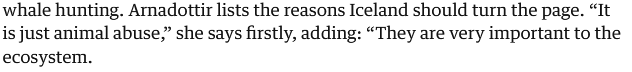 whale hunting. Arnadottir lists the reasons Iceland should turn the page. “It
is just animal abuse,” she says firstly, adding: “They are very important to the
ecosystem.